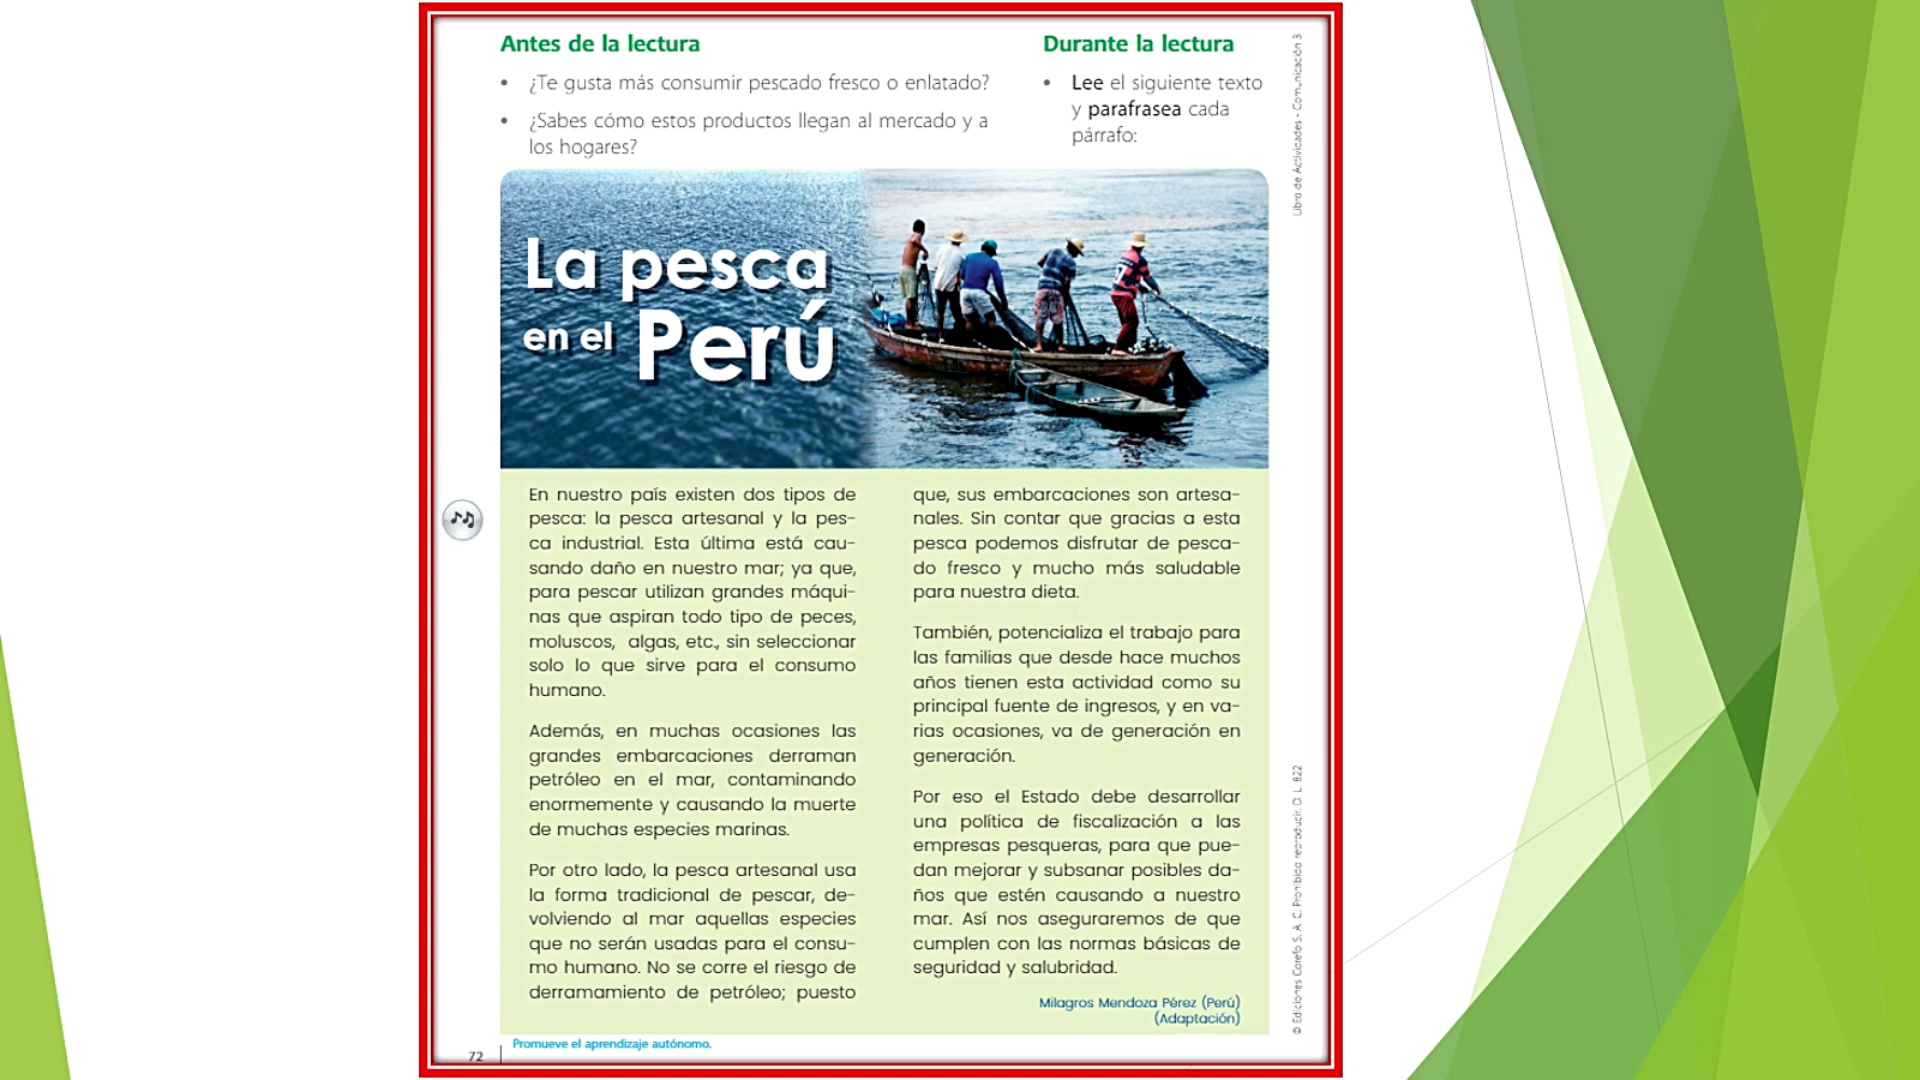 Antes de la lectura
• ¿Te gusta más consumir pescado fresco o enlatado?
• ¿Sabes cómo estos productos llegan al mercado y a
los hogares?
Durante la lectura
• Lee el siguiente texto
y parafrasea cada
párrafo:
La pesca
en el Perú
En nuestro país existen dos tipos de
pesca: la pesca artesanal y la pes-
ca industrial. Esta última está cau-
sando daño en nuestro mar; ya que,
para pescar utilizan grandes máqui-
nas que aspiran todo tipo de peces,
moluscos, algas, etc., sin seleccionar
solo lo que sirve para el consumo
humano.
Además, en muchas ocasiones las
grandes embarcaciones derraman
petróleo en el mar, contaminando
enormemente y causando la muerte
de muchas especies marinas.
Por otro lado, la pesca artesanal usa
la forma tradicional de pescar, de-
volviendo al mar aquellas especies
que no serán usadas para el consu-
mo humano. No se corre el riesgo de
derramamiento de petróleo; puesto
que, sus embarcaciones son artesa-
nales. Sin contar que gracias a esta
pesca podemos disfrutar de pesca-
do fresco y mucho más saludable
para nuestra dieta.
También, potencializa el trabajo para
las familias que desde hace muchos
años tienen esta actividad como su
principal fuente de ingresos, y en va-
rias ocasiones, va de generación en
generación.
Por eso el Estado debe desarrollar
una política de fiscalización a las
empresas pesqueras, para que pue-
dan mejorar y subsanar posibles da-
ños que estén causando a nuestro
mar. Así nos aseguraremos de que
cumplen con las normas básicas de
seguridad y salubridad.
Milagros Mendoza Pérez (Perú)
(Adaptación)
Libro de Actividades - Comunicación 3
© Ediciones Corefo S. A. C. Prohibido reproducir. D. L. 822
72
Promueve el aprendizaje autónomo.